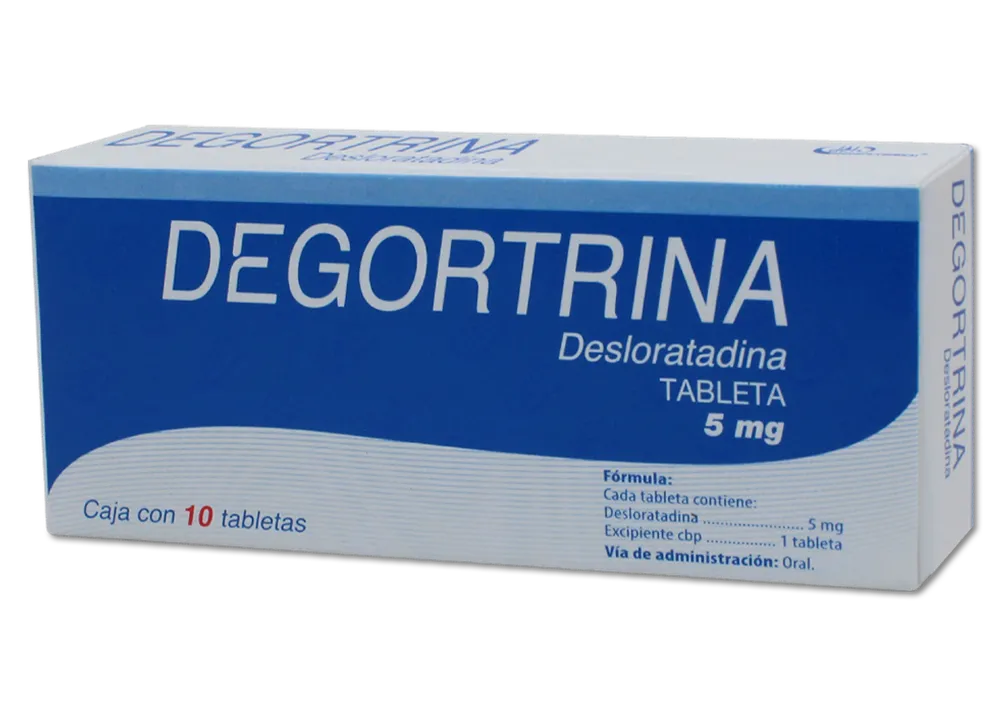 DEGORTRINA
Desloratadina
DEGORTRINA
Desloratadina
TABLETA
5 mg
Caja con 10 tabletas
Fórmula:
Cada tableta contiene:
Desloratadina ........................ 5 mg
Excipiente cbp ................ 1 tableta
Vía de administración: Oral.
DEGORTRINA
Desloratadina